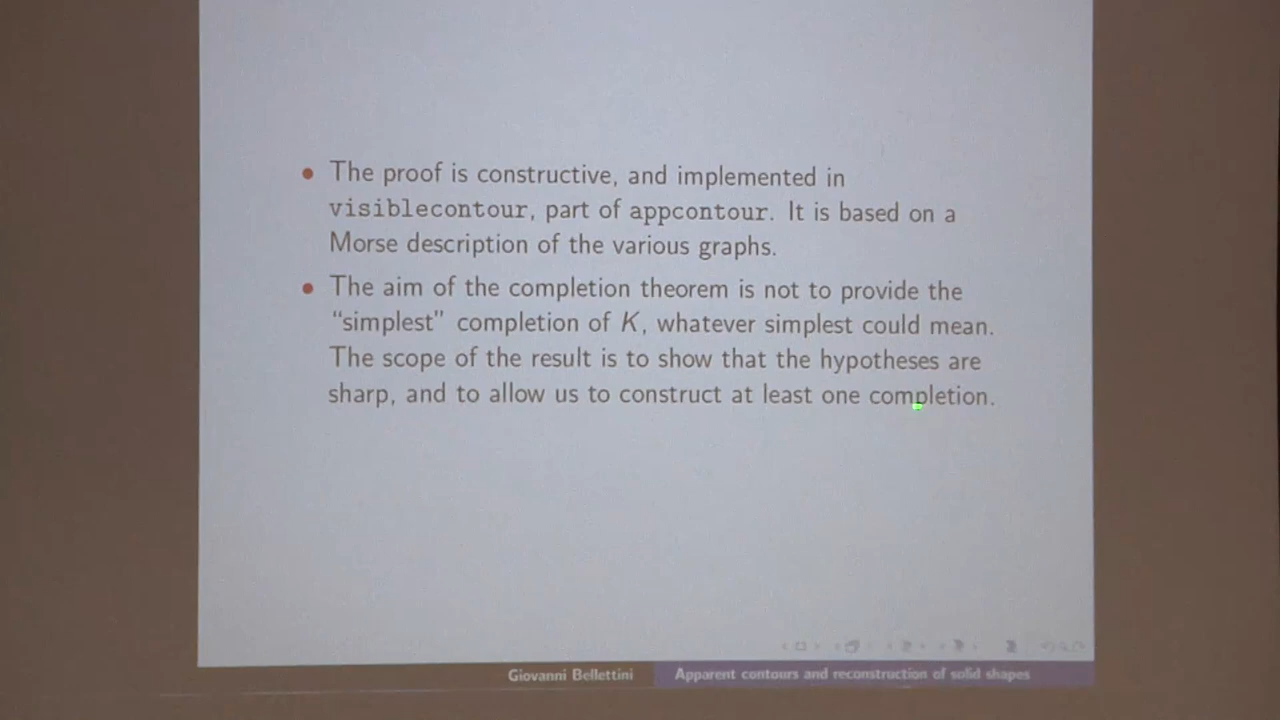 The proof is constructive, and implemented in
visiblecontour, part of appcontour. It is based on a
Morse description of the various graphs.
The aim of the completion theorem is not to provide the
“simplest” completion of K, whatever simplest could mean.
The scope of the result is to show that the hypotheses are
sharp, and to allow us to construct at least one completion.
Giovanni Bellettini
Apparent contours and reconstruction of solid shapes